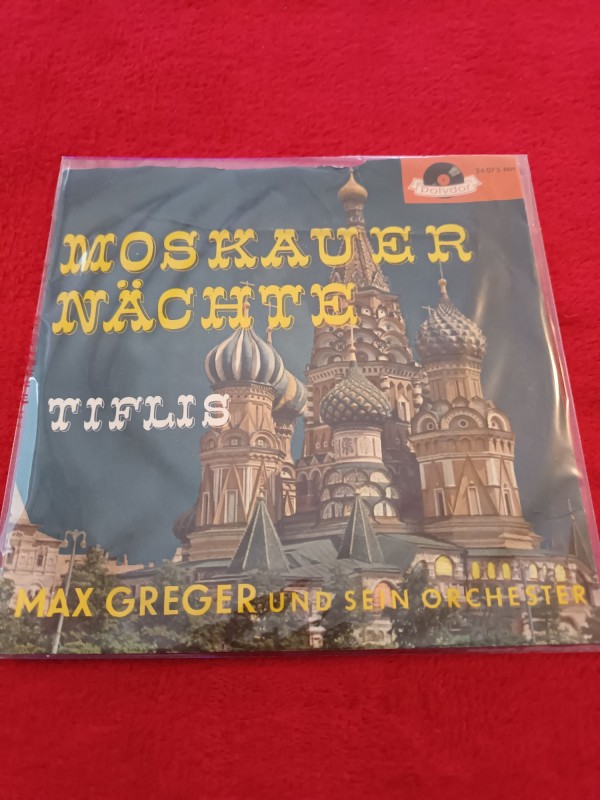 Polydor
MOSKAUER
NÄCHTE
TIFLIS
MAX GREGER UND SEIN ORCHESTER